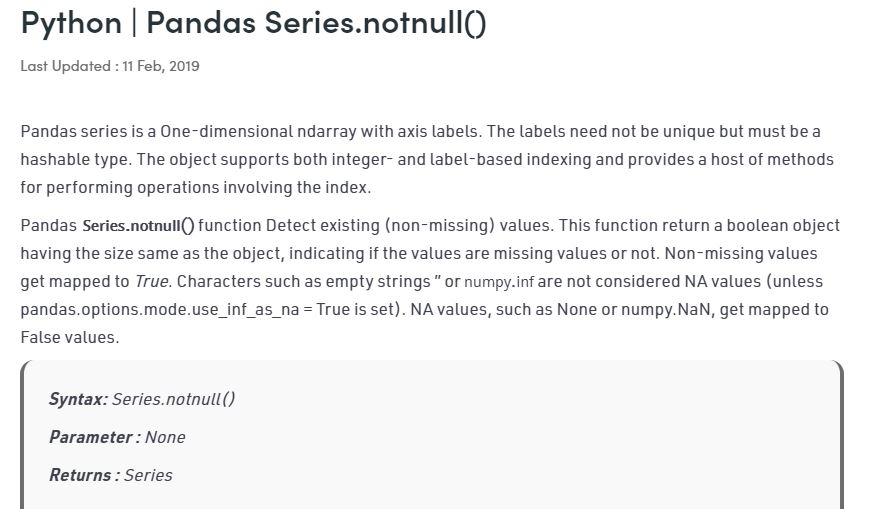 Python | Pandas Series.notnull()
Last Updated : 11 Feb, 2019
Pandas series is a One-dimensional ndarray with axis labels. The labels need not be unique but must be a
hashable type. The object supports both integer- and label-based indexing and provides a host of methods
for performing operations involving the index.
Pandas Series.notnull() function Detect existing (non-missing) values. This function return a boolean object
having the size same as the object, indicating if the values are missing values or not. Non-missing values
get mapped to True. Characters such as empty strings ” or numpy.inf are not considered NA values (unless
pandas.options.mode.use_inf_as_na = True is set). NA values, such as None or numpy.NaN, get mapped to
False values.
Syntax: Series.notnull()
Parameter : None
Returns : Series